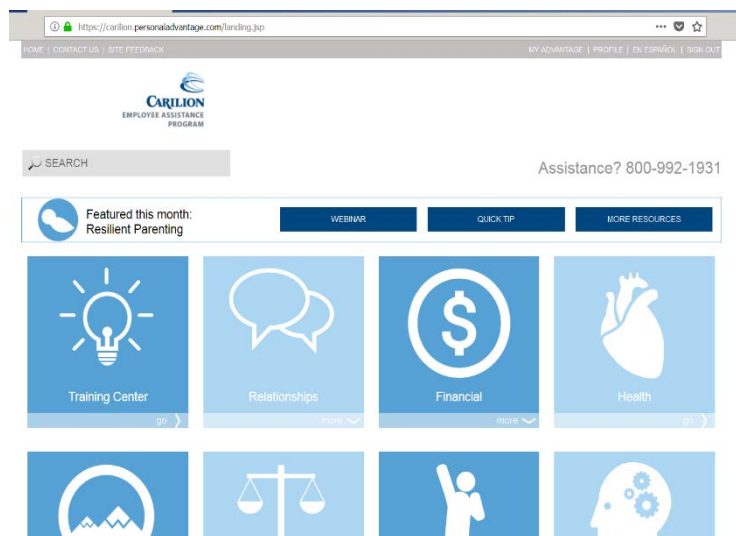 https://carilion.personaladvantage.com/landing.jsp
HOME | CONTACT US | SITE FEEDBACK
MY ADVANTAGE | PROFILE | EN ESPAÑOL | SIGN OUT
CARILION
EMPLOYEE ASSISTANCE
PROGRAM
SEARCH
Assistance? 800-992-1931
Featured this month:
Resilient Parenting
WEBINAR
QUICK TIP
MORE RESOURCES
Training Center
Relationships
Financial
Health
go
more
more
go